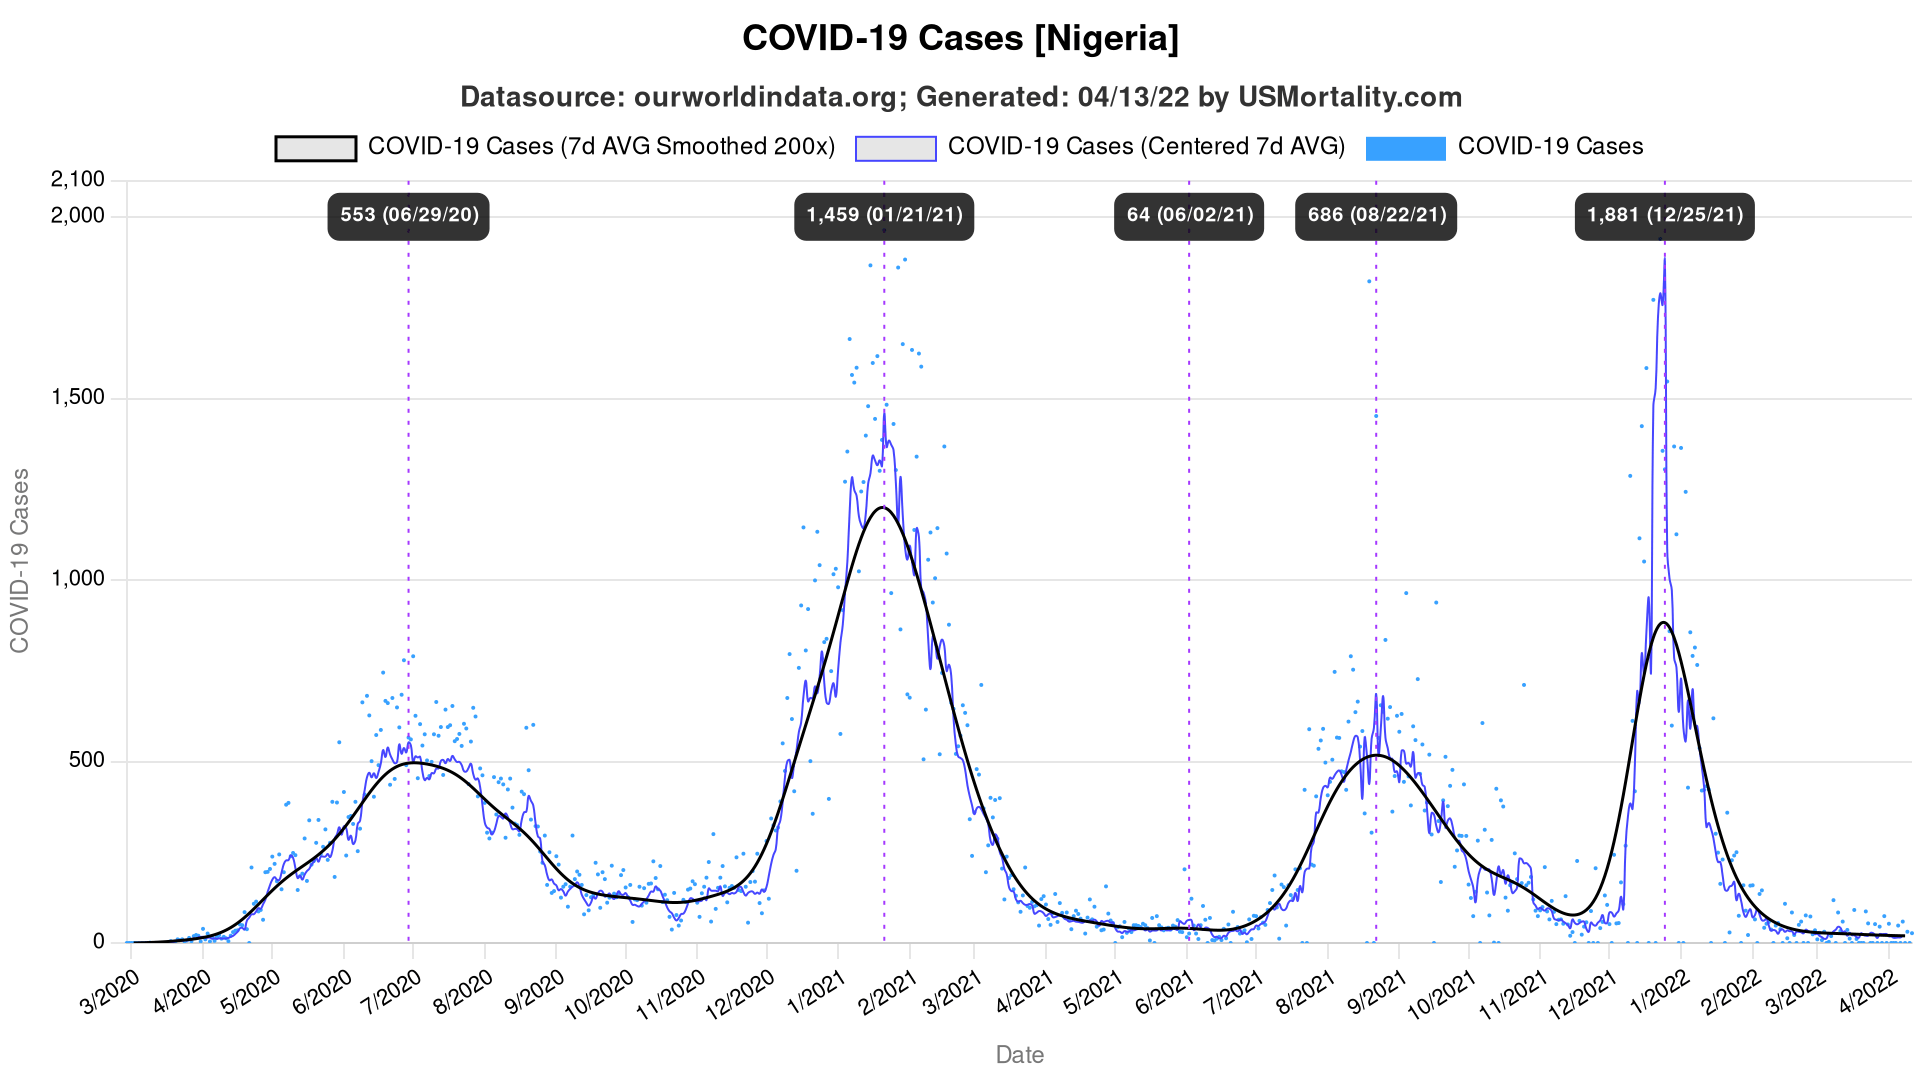 COVID-19 Cases [Nigeria]
Datasource: ourworldindata.org; Generated: 04/13/22 by USMortality.com
COVID-19 Cases (7d AVG Smoothed 200x) COVID-19 Cases (Centered 7d AVG) COVID-19 Cases
2,100
2,000
1,500
1,000
500
0
COVID-19 Cases
553 (06/29/20) 1,459 (01/21/21) 64 (06/02/21) 686 (08/22/21) 1,881 (12/25/21)
3/2020 4/2020 5/2020 6/2020 7/2020 8/2020 9/2020 10/2020 11/2020 12/2020 1/2021 2/2021 3/2021 4/2021 5/2021 6/2021 7/2021 8/2021 9/2021 10/2021 11/2021 12/2021 1/2022 2/2022 3/2022 4/2022
Date